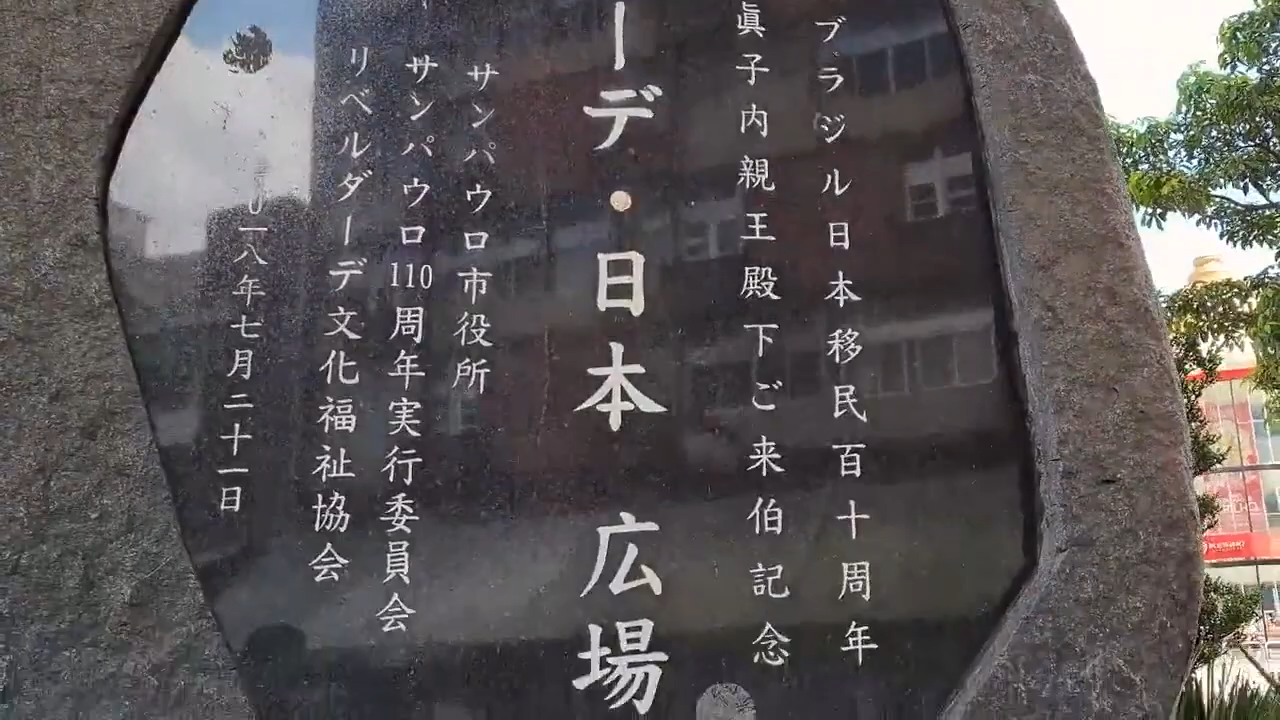 ブラジル日本移民百十周年
眞子内親王殿下ご来伯記念
ーデ・日本 広場
サンパウロ市役所
サンパウロ110周年実行委員会
リベルダーデ文化福祉協会
一八年七月二十一日